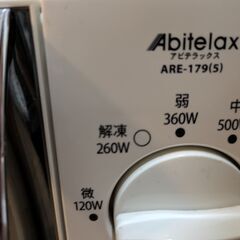 Abitelax
アビテラックス
ARE-179(S)
弱
360W
中
500W
解凍
260W
微
120W